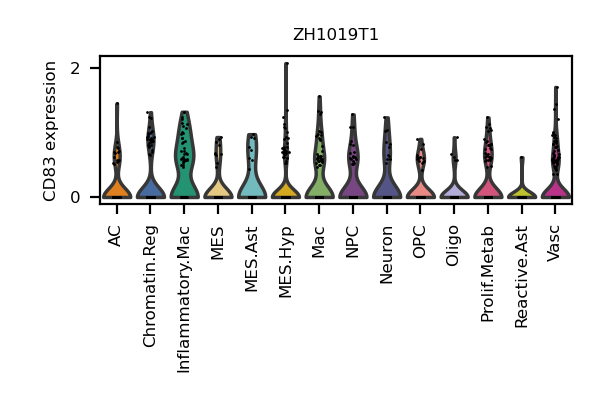 ZH1019T1
CD83 expression
2
0
AC
Chromatin.Reg
Inflammatory.Mac
MES
MES.Ast
MES.Hyp
Mac
NPC
Neuron
OPC
Oligo
Prolif.Metab
Reactive.Ast
Vasc